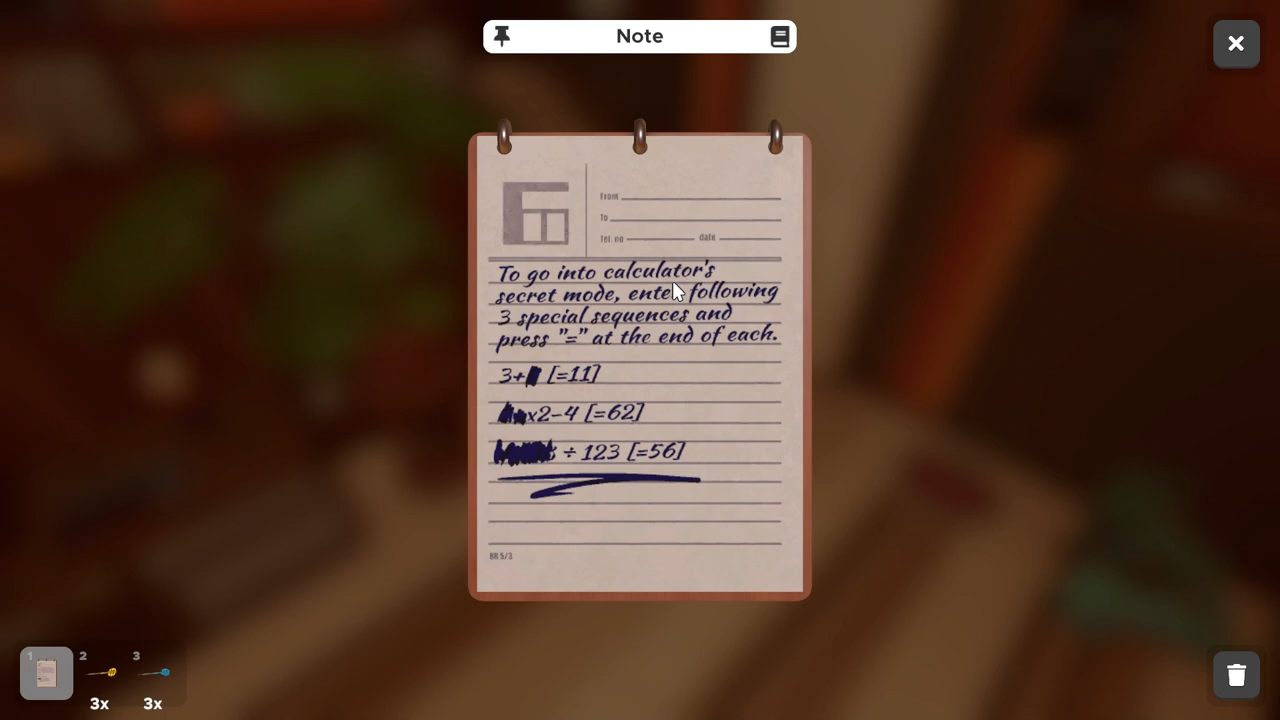 Note
From
To
Tel: no date
To go into calculator's
secret mode, enter following
3 special sequences and
press "=" at the end of each.
3+ [=11]
x2-4 [=62]
÷ 123 [=56]
BR 5/3
1 2 3
3x 3x